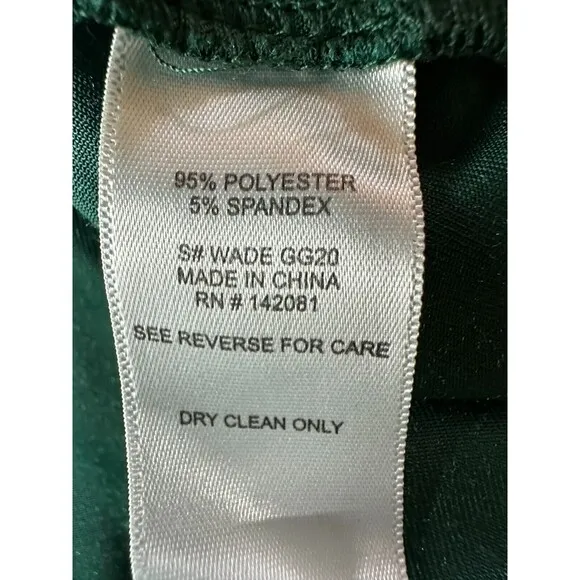 95% POLYESTER
5% SPANDEX
S# WADE GG20
MADE IN CHINA
RN # 142081
SEE REVERSE FOR CARE
DRY CLEAN ONLY